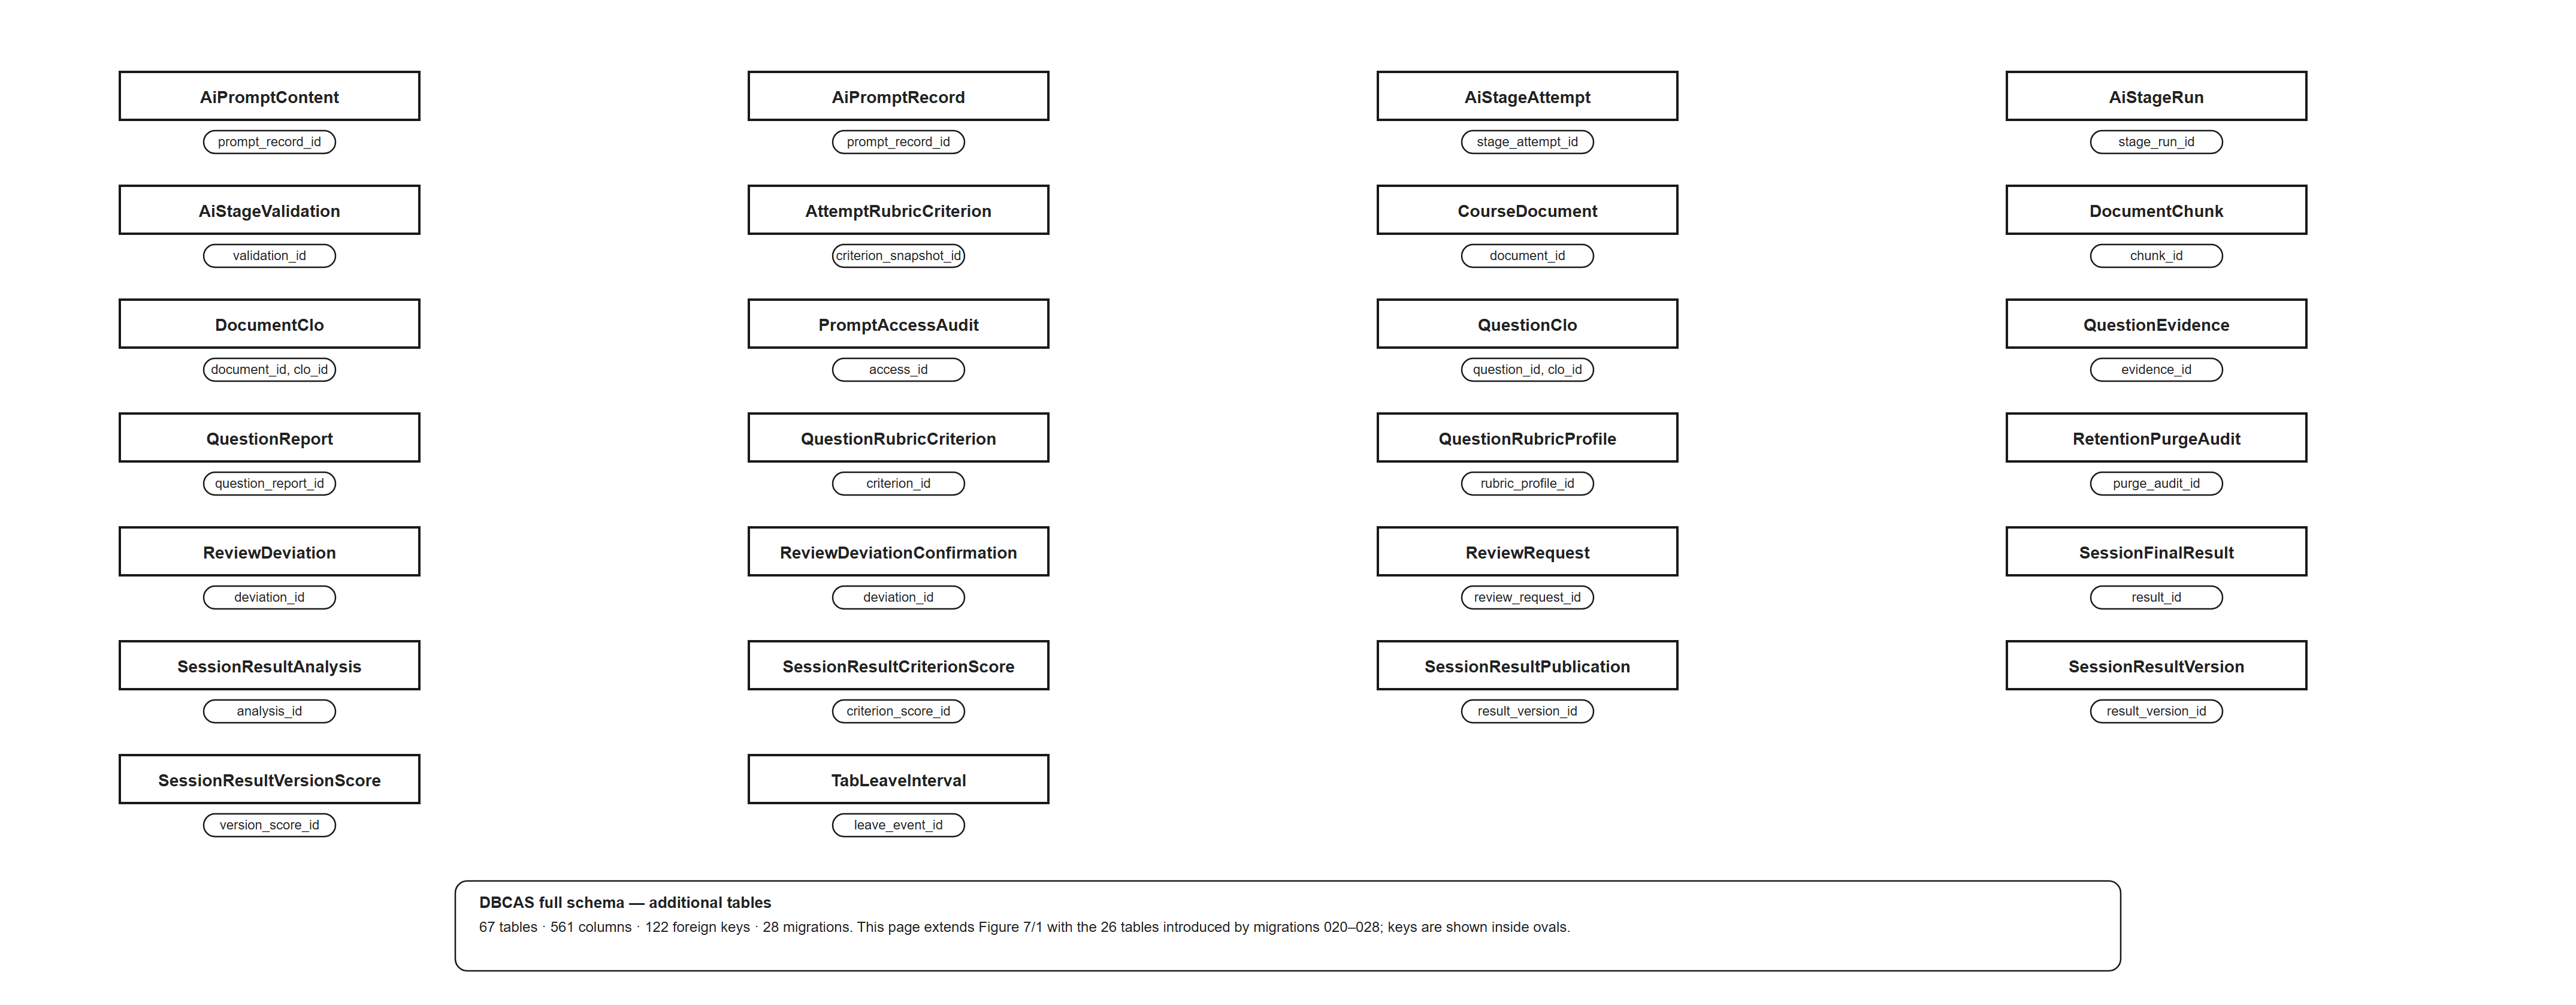 AiPromptContent
AiPromptRecord
AiStageAttempt
AiStageRun
prompt_record_id
prompt_record_id
stage_attempt_id
stage_run_id
AiStageValidation
AttemptRubricCriterion
CourseDocument
DocumentChunk
validation_id
criterion_snapshot_id
document_id
chunk_id
DocumentClo
PromptAccessAudit
QuestionClo
QuestionEvidence
document_id, clo_id
access_id
question_id, clo_id
evidence_id
QuestionReport
QuestionRubricCriterion
QuestionRubricProfile
RetentionPurgeAudit
question_report_id
criterion_id
rubric_profile_id
purge_audit_id
ReviewDeviation
ReviewDeviationConfirmation
ReviewRequest
SessionFinalResult
deviation_id
deviation_id
review_request_id
result_id
SessionResultAnalysis
SessionResultCriterionScore
SessionResultPublication
SessionResultVersion
analysis_id
criterion_score_id
result_version_id
result_version_id
SessionResultVersionScore
TabLeaveInterval
version_score_id
leave_event_id
DBCAS full schema — additional tables
67 tables · 561 columns · 122 foreign keys · 28 migrations. This page extends Figure 7/1 with the 26 tables introduced by migrations 020–028; keys are shown inside ovals.